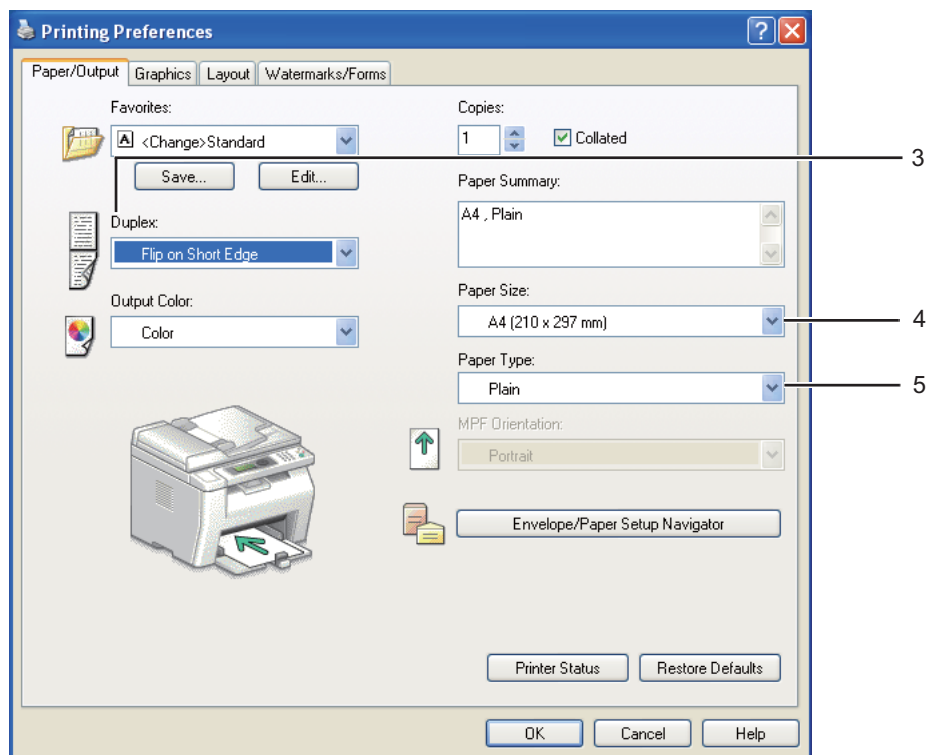 Printing Preferences
Paper/Output Graphics Layout Watermarks/Forms
Favorites:
A <Change>Standard
Save... Edit...
Duplex:
Flip on Short Edge
Output Color:
Color
Copies:
1
Collated
3
Paper Summary:
A4 , Plain
Paper Size:
A4 (210 x 297 mm)
4
Paper Type:
Plain
5
MPF Orientation:
Portrait
Envelope/Paper Setup Navigator
Printer Status Restore Defaults
OK Cancel Help